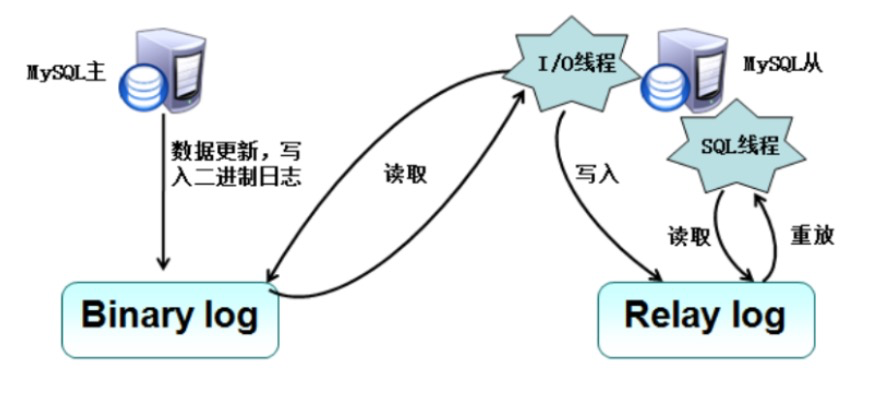 MySQL主
I/O线程
MySQL从
SQL线程
数据更新，写
入二进制日志
读取
写入
读取
重放
Binary log
Relay log